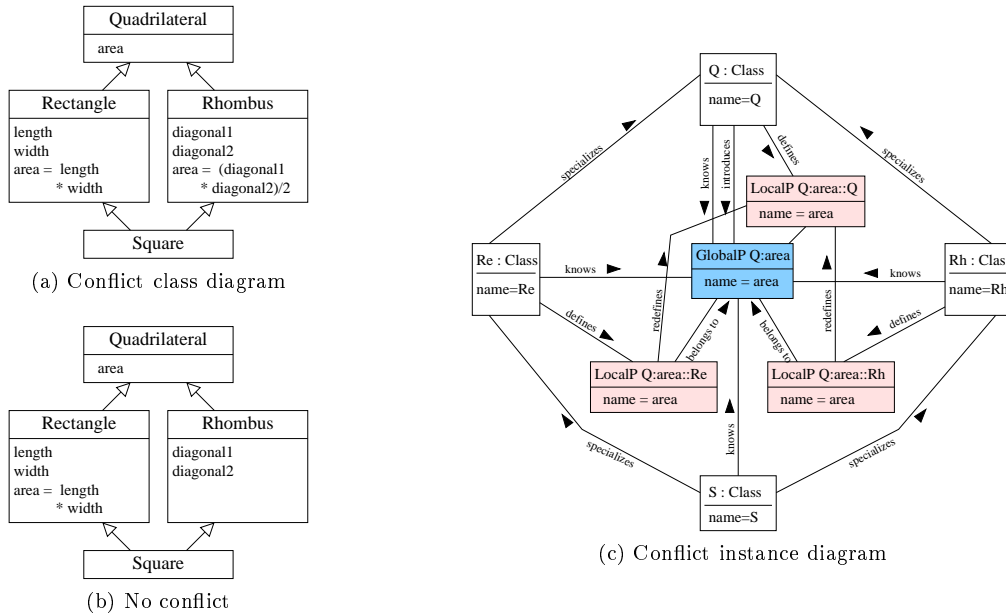 Quadrilateral
area
Rectangle
length
width
area = length
* width
Rhombus
diagonal1
diagonal2
area = (diagonal1
* diagonal2)/2
Square
(a) Conflict class diagram
Quadrilateral
area
Rectangle
length
width
area = length
* width
Rhombus
diagonal1
diagonal2
Square
(b) No conflict
Q : Class
name=Q
specializes
specializes
knows
introduces
defines
LocalP Q:area::Q
name = area
Re : Class
name=Re
knows
GlobalP Q:area
name = area
knows
Rh : Class
name=Rh
defines
redefines
belongs to
belongs to
redefines
defines
LocalP Q:area::Re
name = area
LocalP Q:area::Rh
name = area
specializes
knows
specializes
S : Class
name=S
(c) Conflict instance diagram